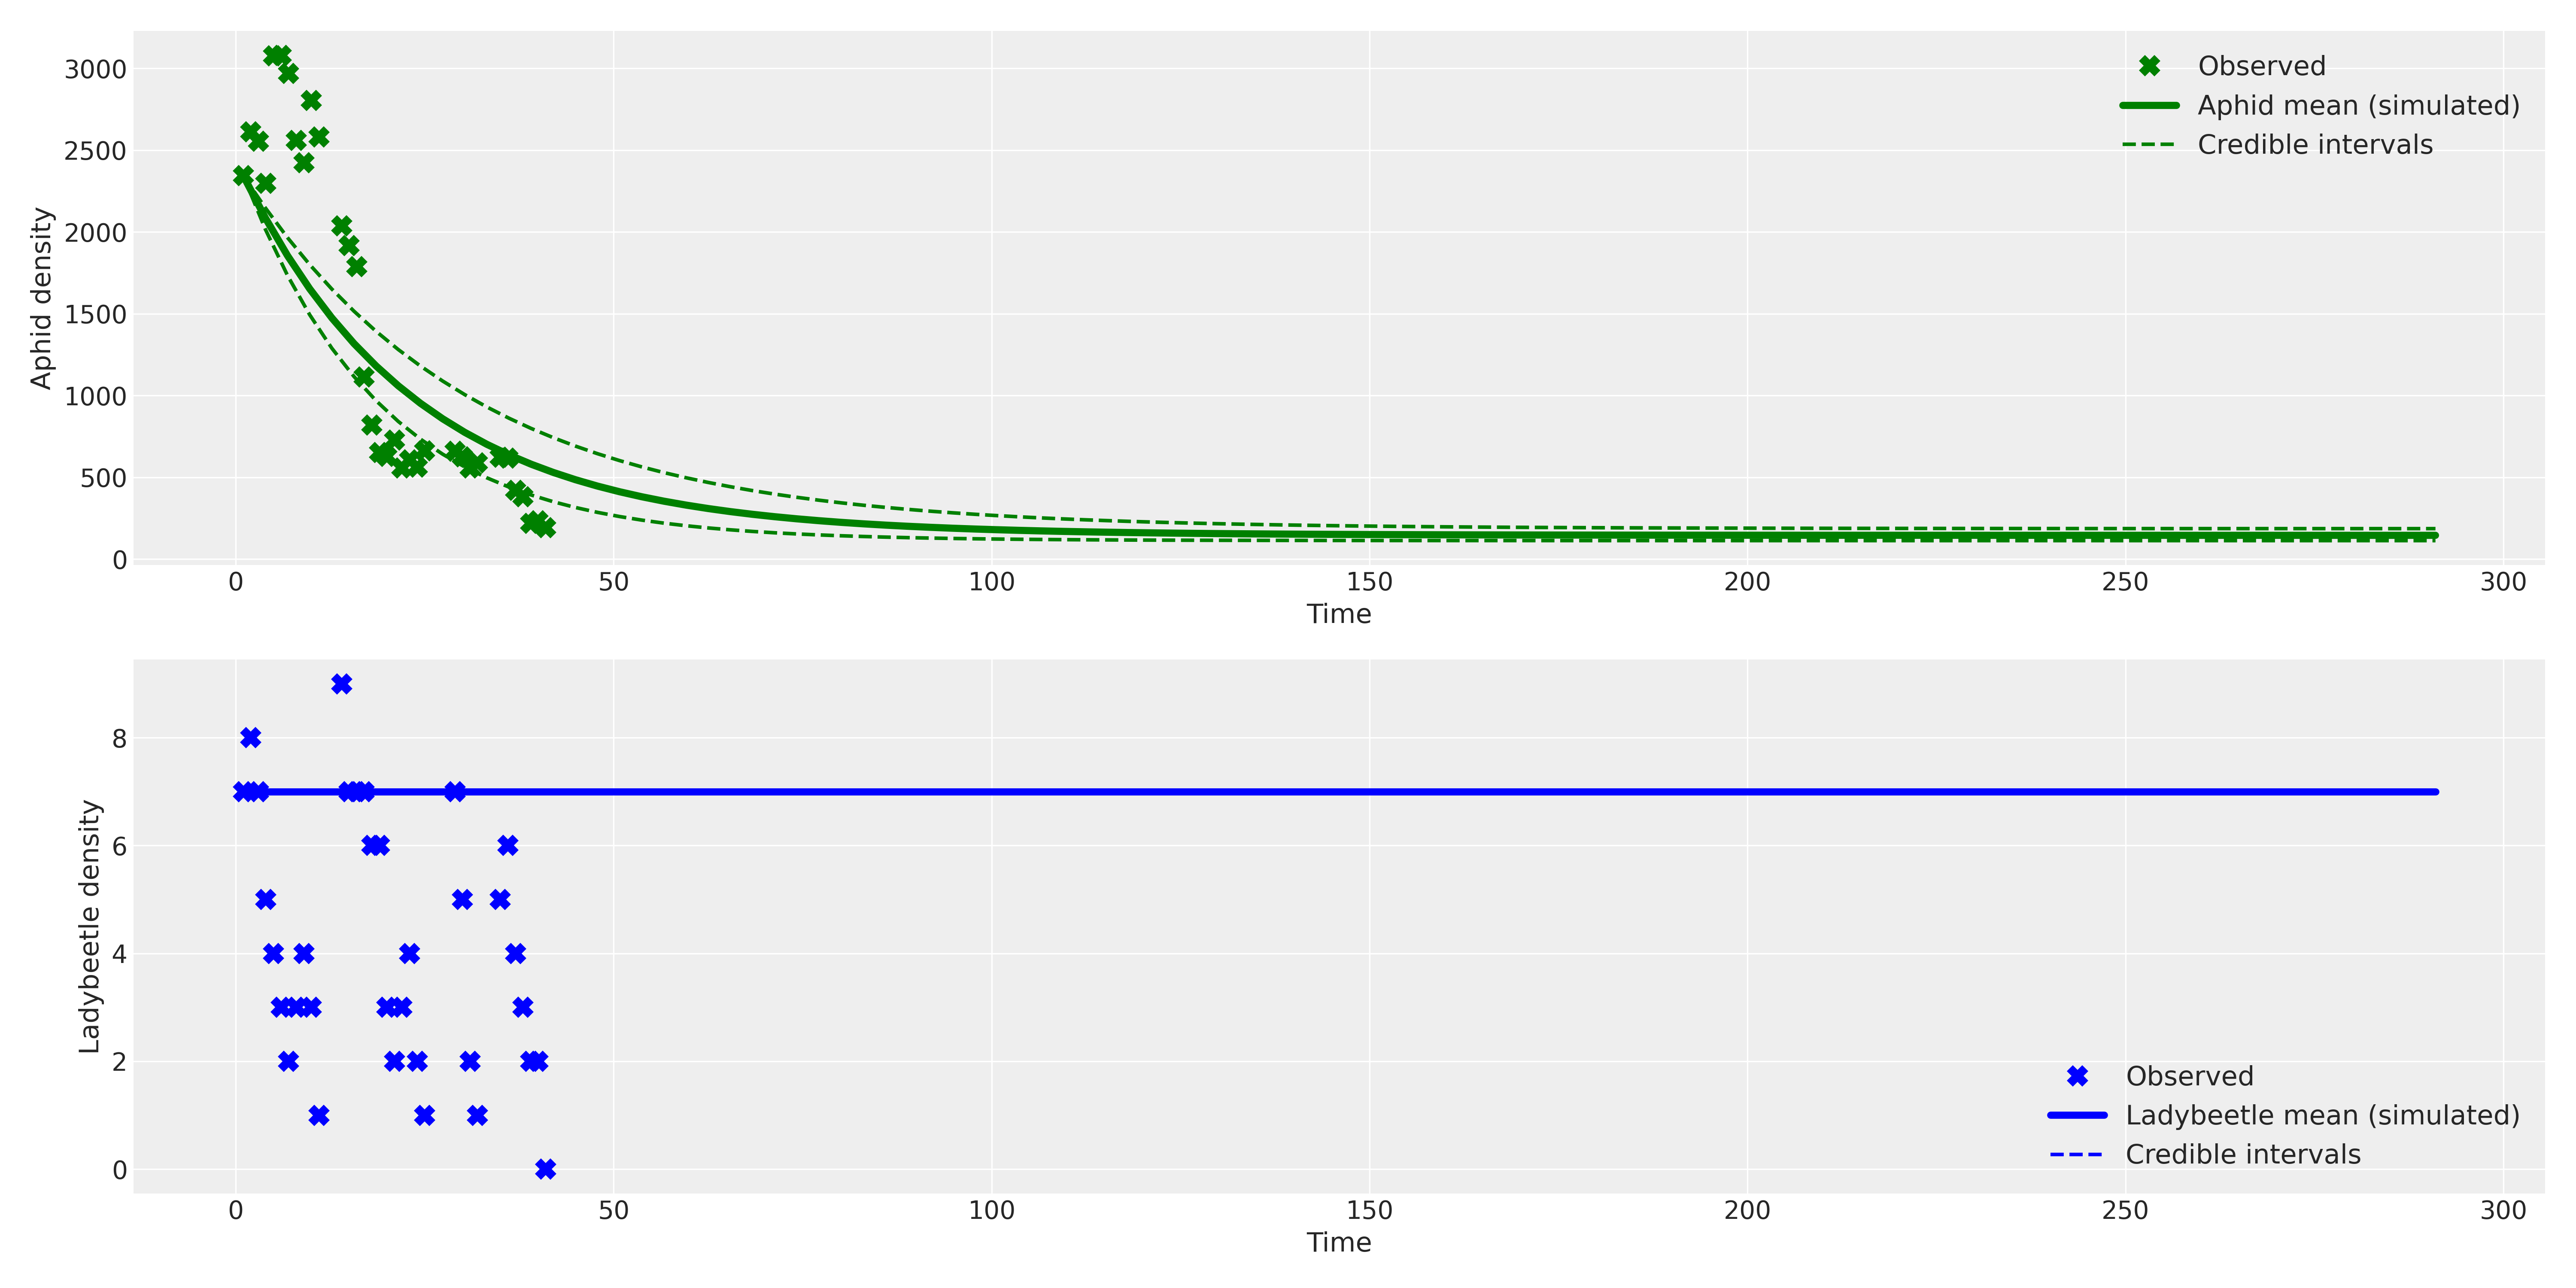 3000
2500
2000
1500
1000
500
0
Aphid density
Observed
Aphid mean (simulated)
Credible intervals
0 50 100 150 200 250 300
Time
8
6
4
2
0
Ladybeetle density
Observed
Ladybeetle mean (simulated)
Credible intervals
0 50 100 150 200 250 300
Time